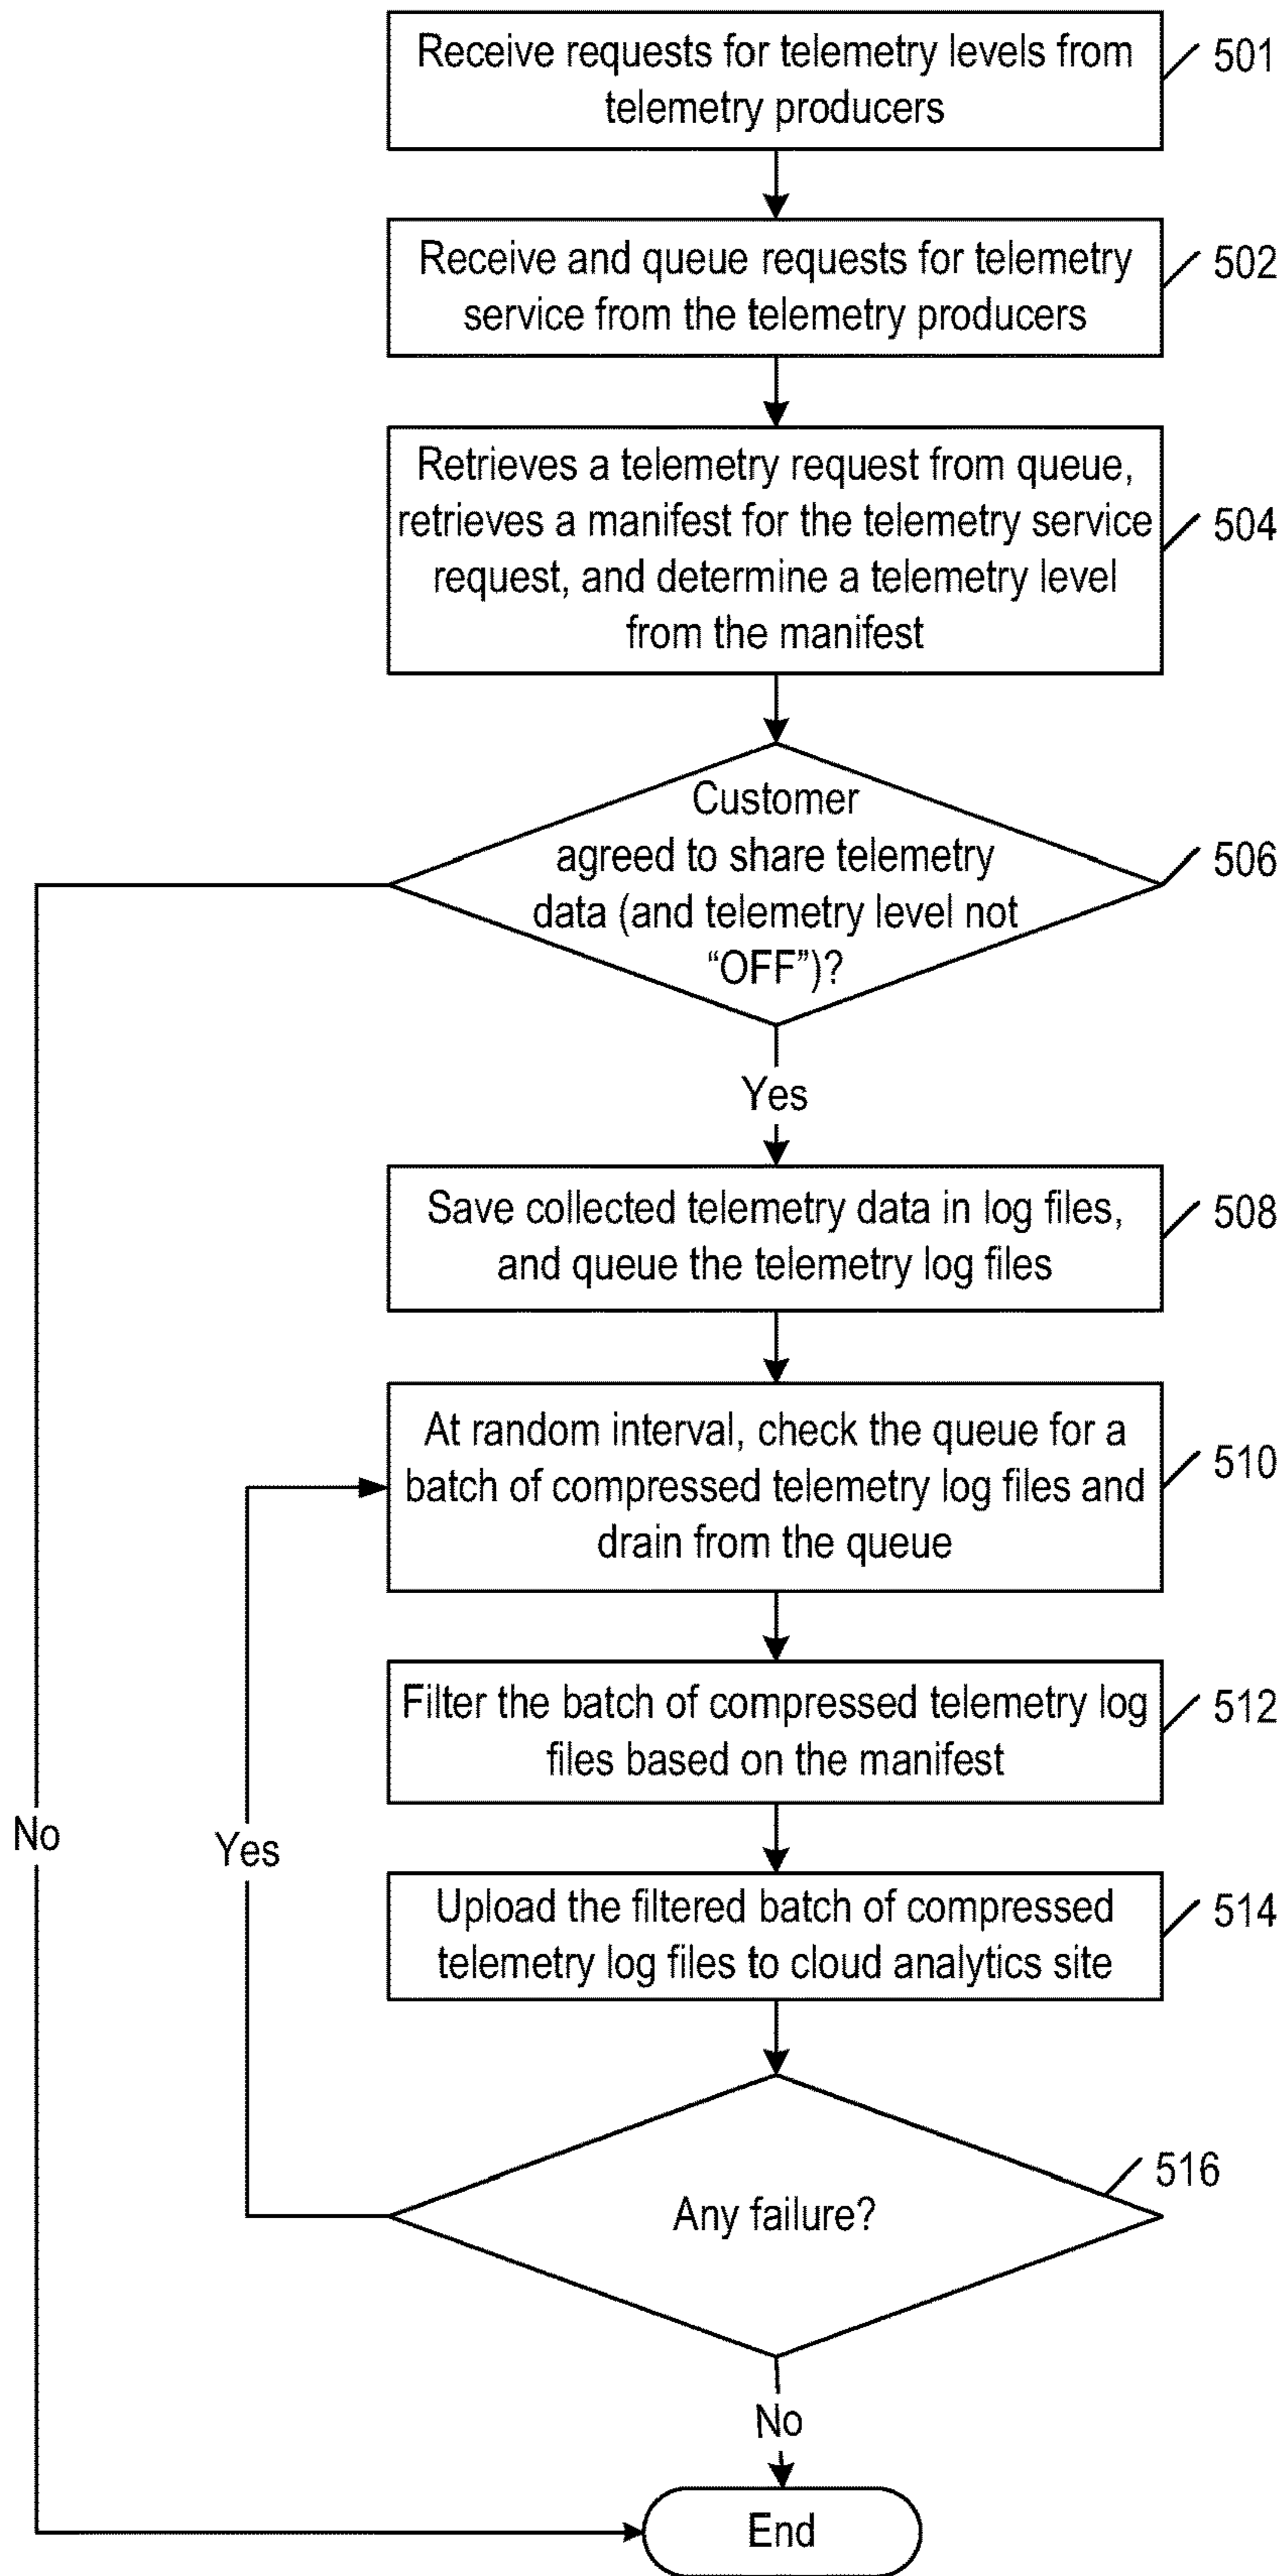 Receive requests for telemetry levels from
telemetry producers
501
Receive and queue requests for telemetry
service from the telemetry producers
502
Retrieves a telemetry request from queue,
retrieves a manifest for the telemetry service
request, and determine a telemetry level
from the manifest
504
Customer
agreed to share telemetry
data (and telemetry level not
“OFF”)?
506
Yes
Save collected telemetry data in log files,
and queue the telemetry log files
508
At random interval, check the queue for a
batch of compressed telemetry log files and
drain from the queue
510
Filter the batch of compressed telemetry log
files based on the manifest
512
No
Yes
Upload the filtered batch of compressed
telemetry log files to cloud analytics site
514
Any failure?
516
No
End